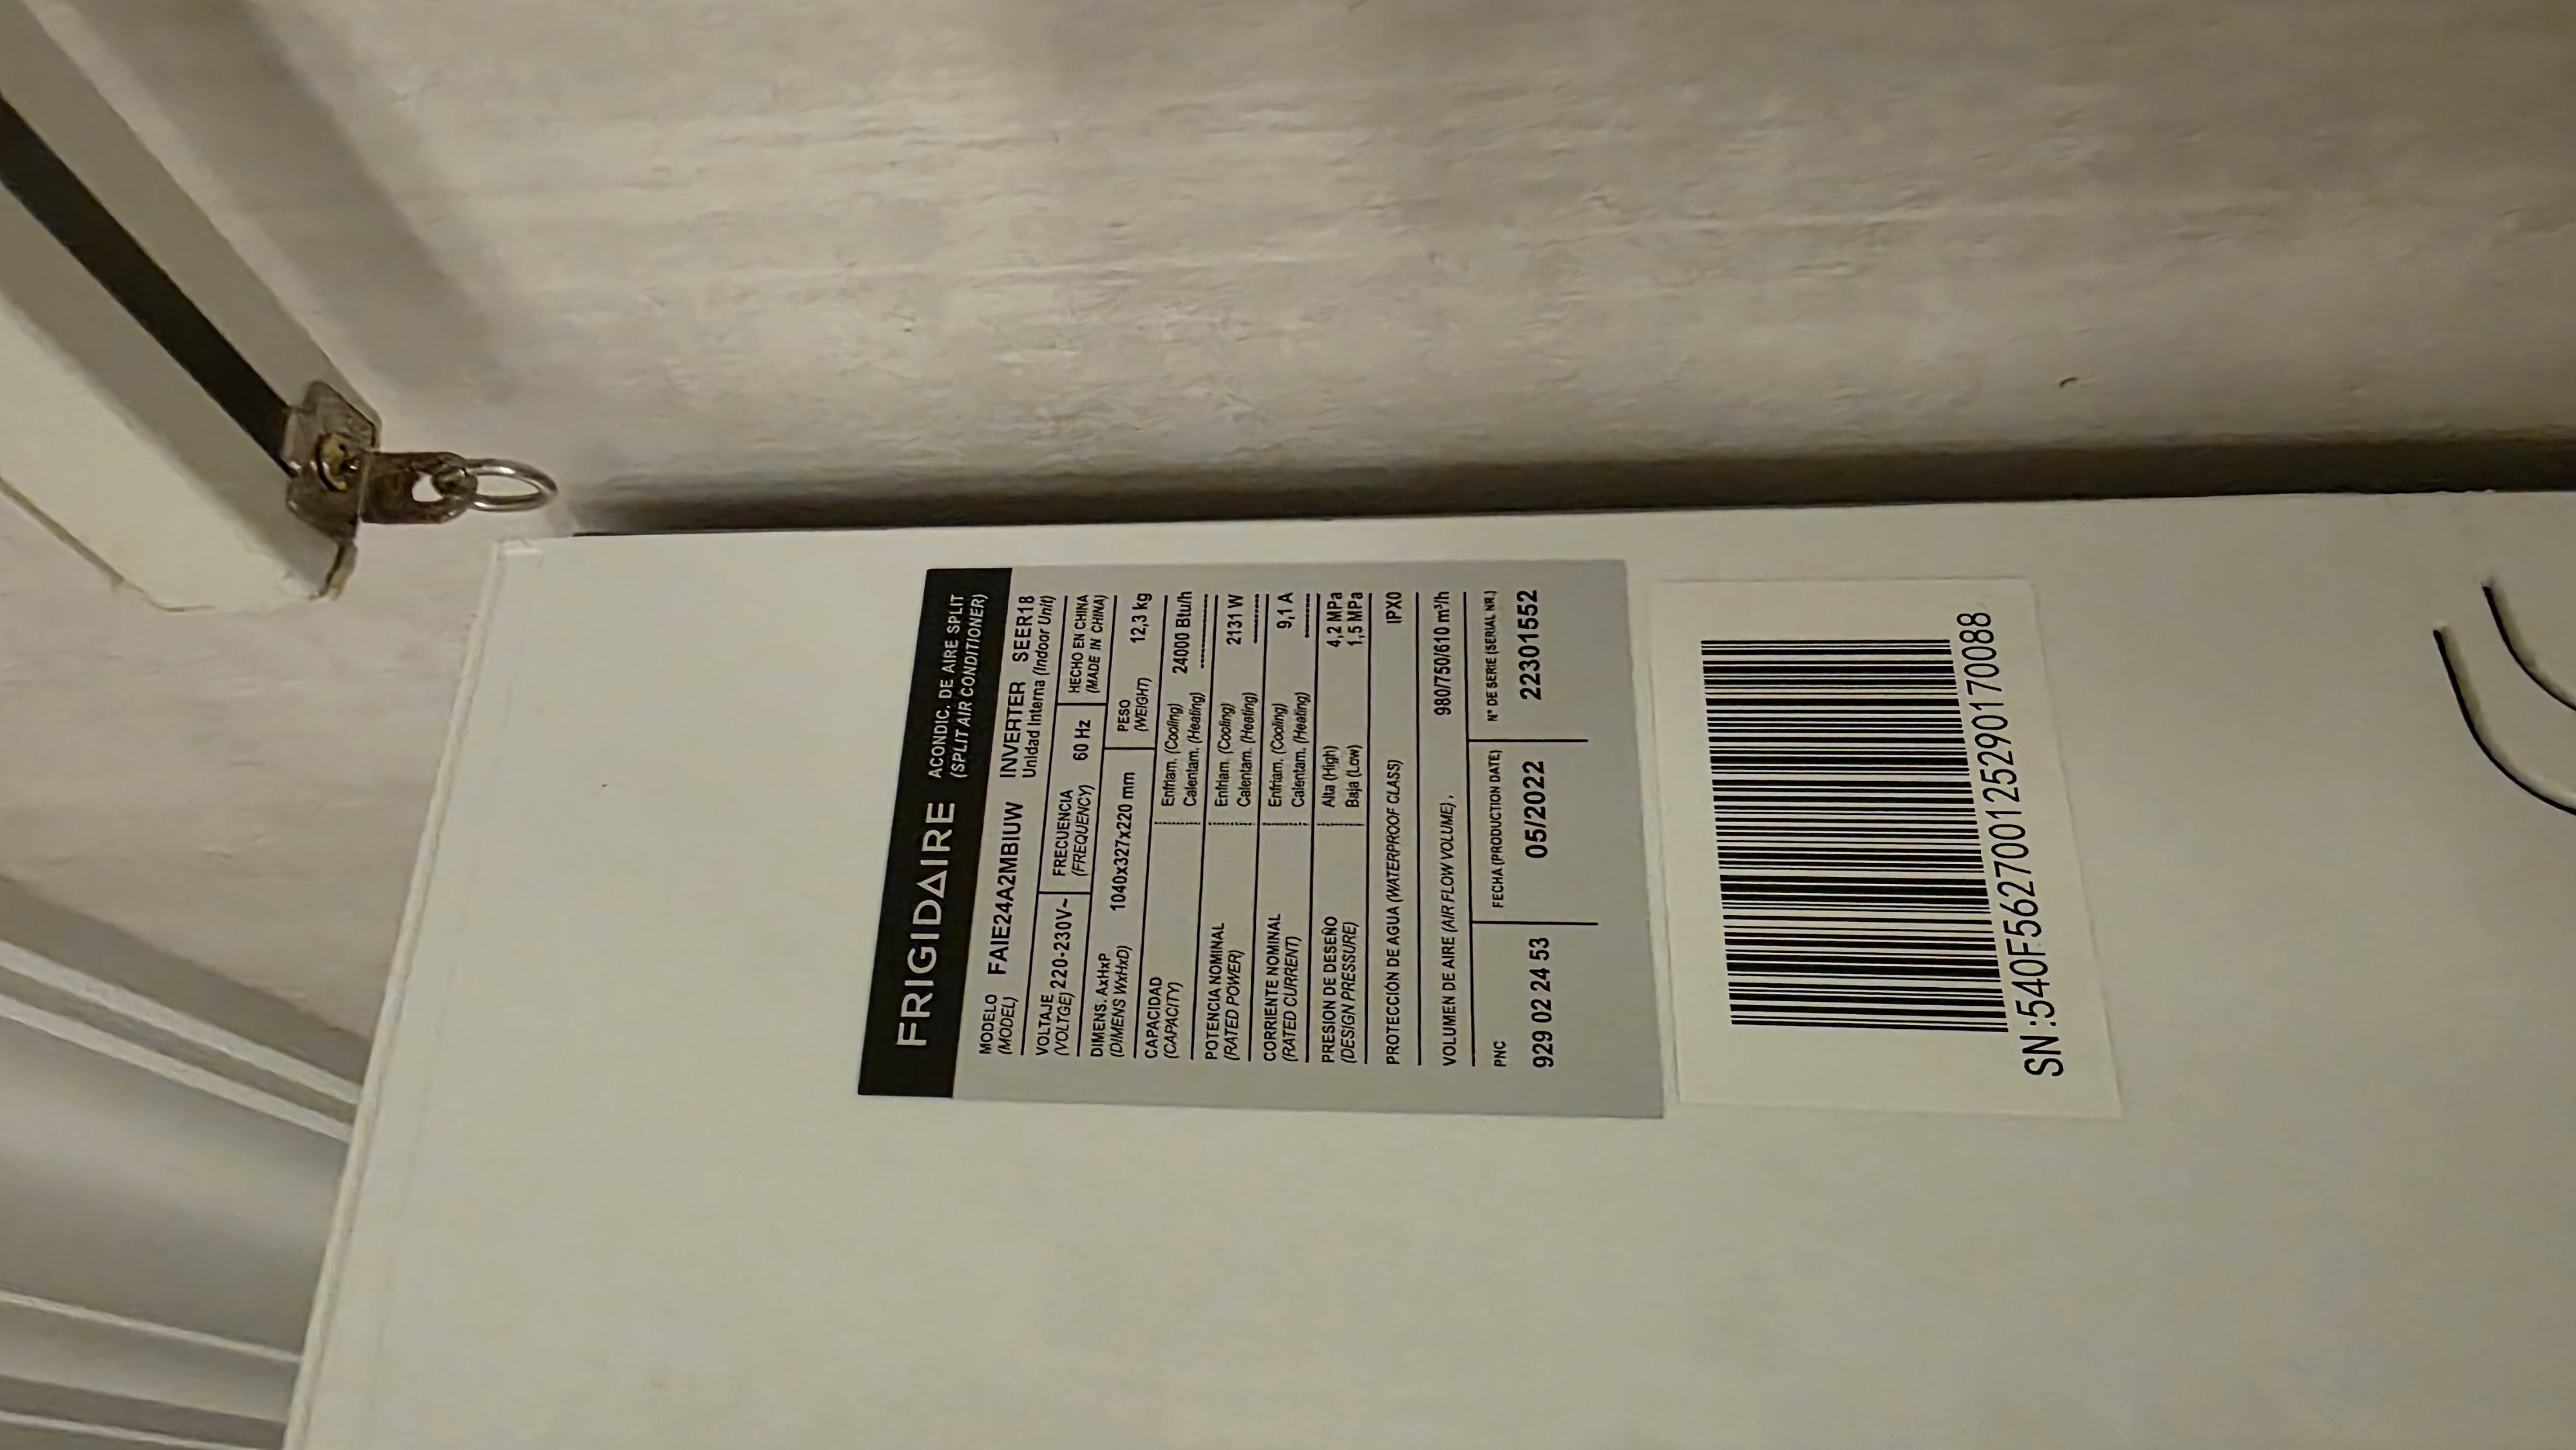 FRIGIDAIRE
ACONDIC. DE AIRE SPLIT
(SPLIT AIR CONDITIONER)
MODELO FAIE24A2MBIUW INVERTER SEER18
(MODEL) Unidad Interna (Indoor Unit)
VOLTAJE
(VOLTGE) 220-230V~
FRECUENCIA
(FREQUENCY) 60 Hz
HECHO EN CHINA
(MADE IN CHINA)
DIMENS. AxHxP
(DIMENS WxHxD) 1040x327x220 mm
PESO
(WEIGHT) 12,3 kg
CAPACIDAD Enfriam. (Cooling) 24000 Btu/h
(CAPACITY) Calentam. (Heating) ----------
POTENCIA NOMINAL Enfriam. (Cooling) 2131 W
(RATED POWER) Calentam. (Heating) --------
CORRIENTE NOMINAL Enfriam. (Cooling) 9,1 A
(RATED CURRENT) Calentam. (Heating) -------
PRESION DE DESEÑO Alta (High) 4,2 MPa
(DESIGN PRESSURE) Baja (Low) 1,5 MPa
PROTECCIÓN DE AGUA (WATERPROOF CLASS) IPX0
VOLUMEN DE AIRE (AIR FLOW VOLUME) . 980/750/610 m³/h
PNC
929 02 24 53
FECHA (PRODUCTION DATE)
05/2022
N° DE SERIE (SERIAL NR.)
22301552
SN:540F562700125290170088